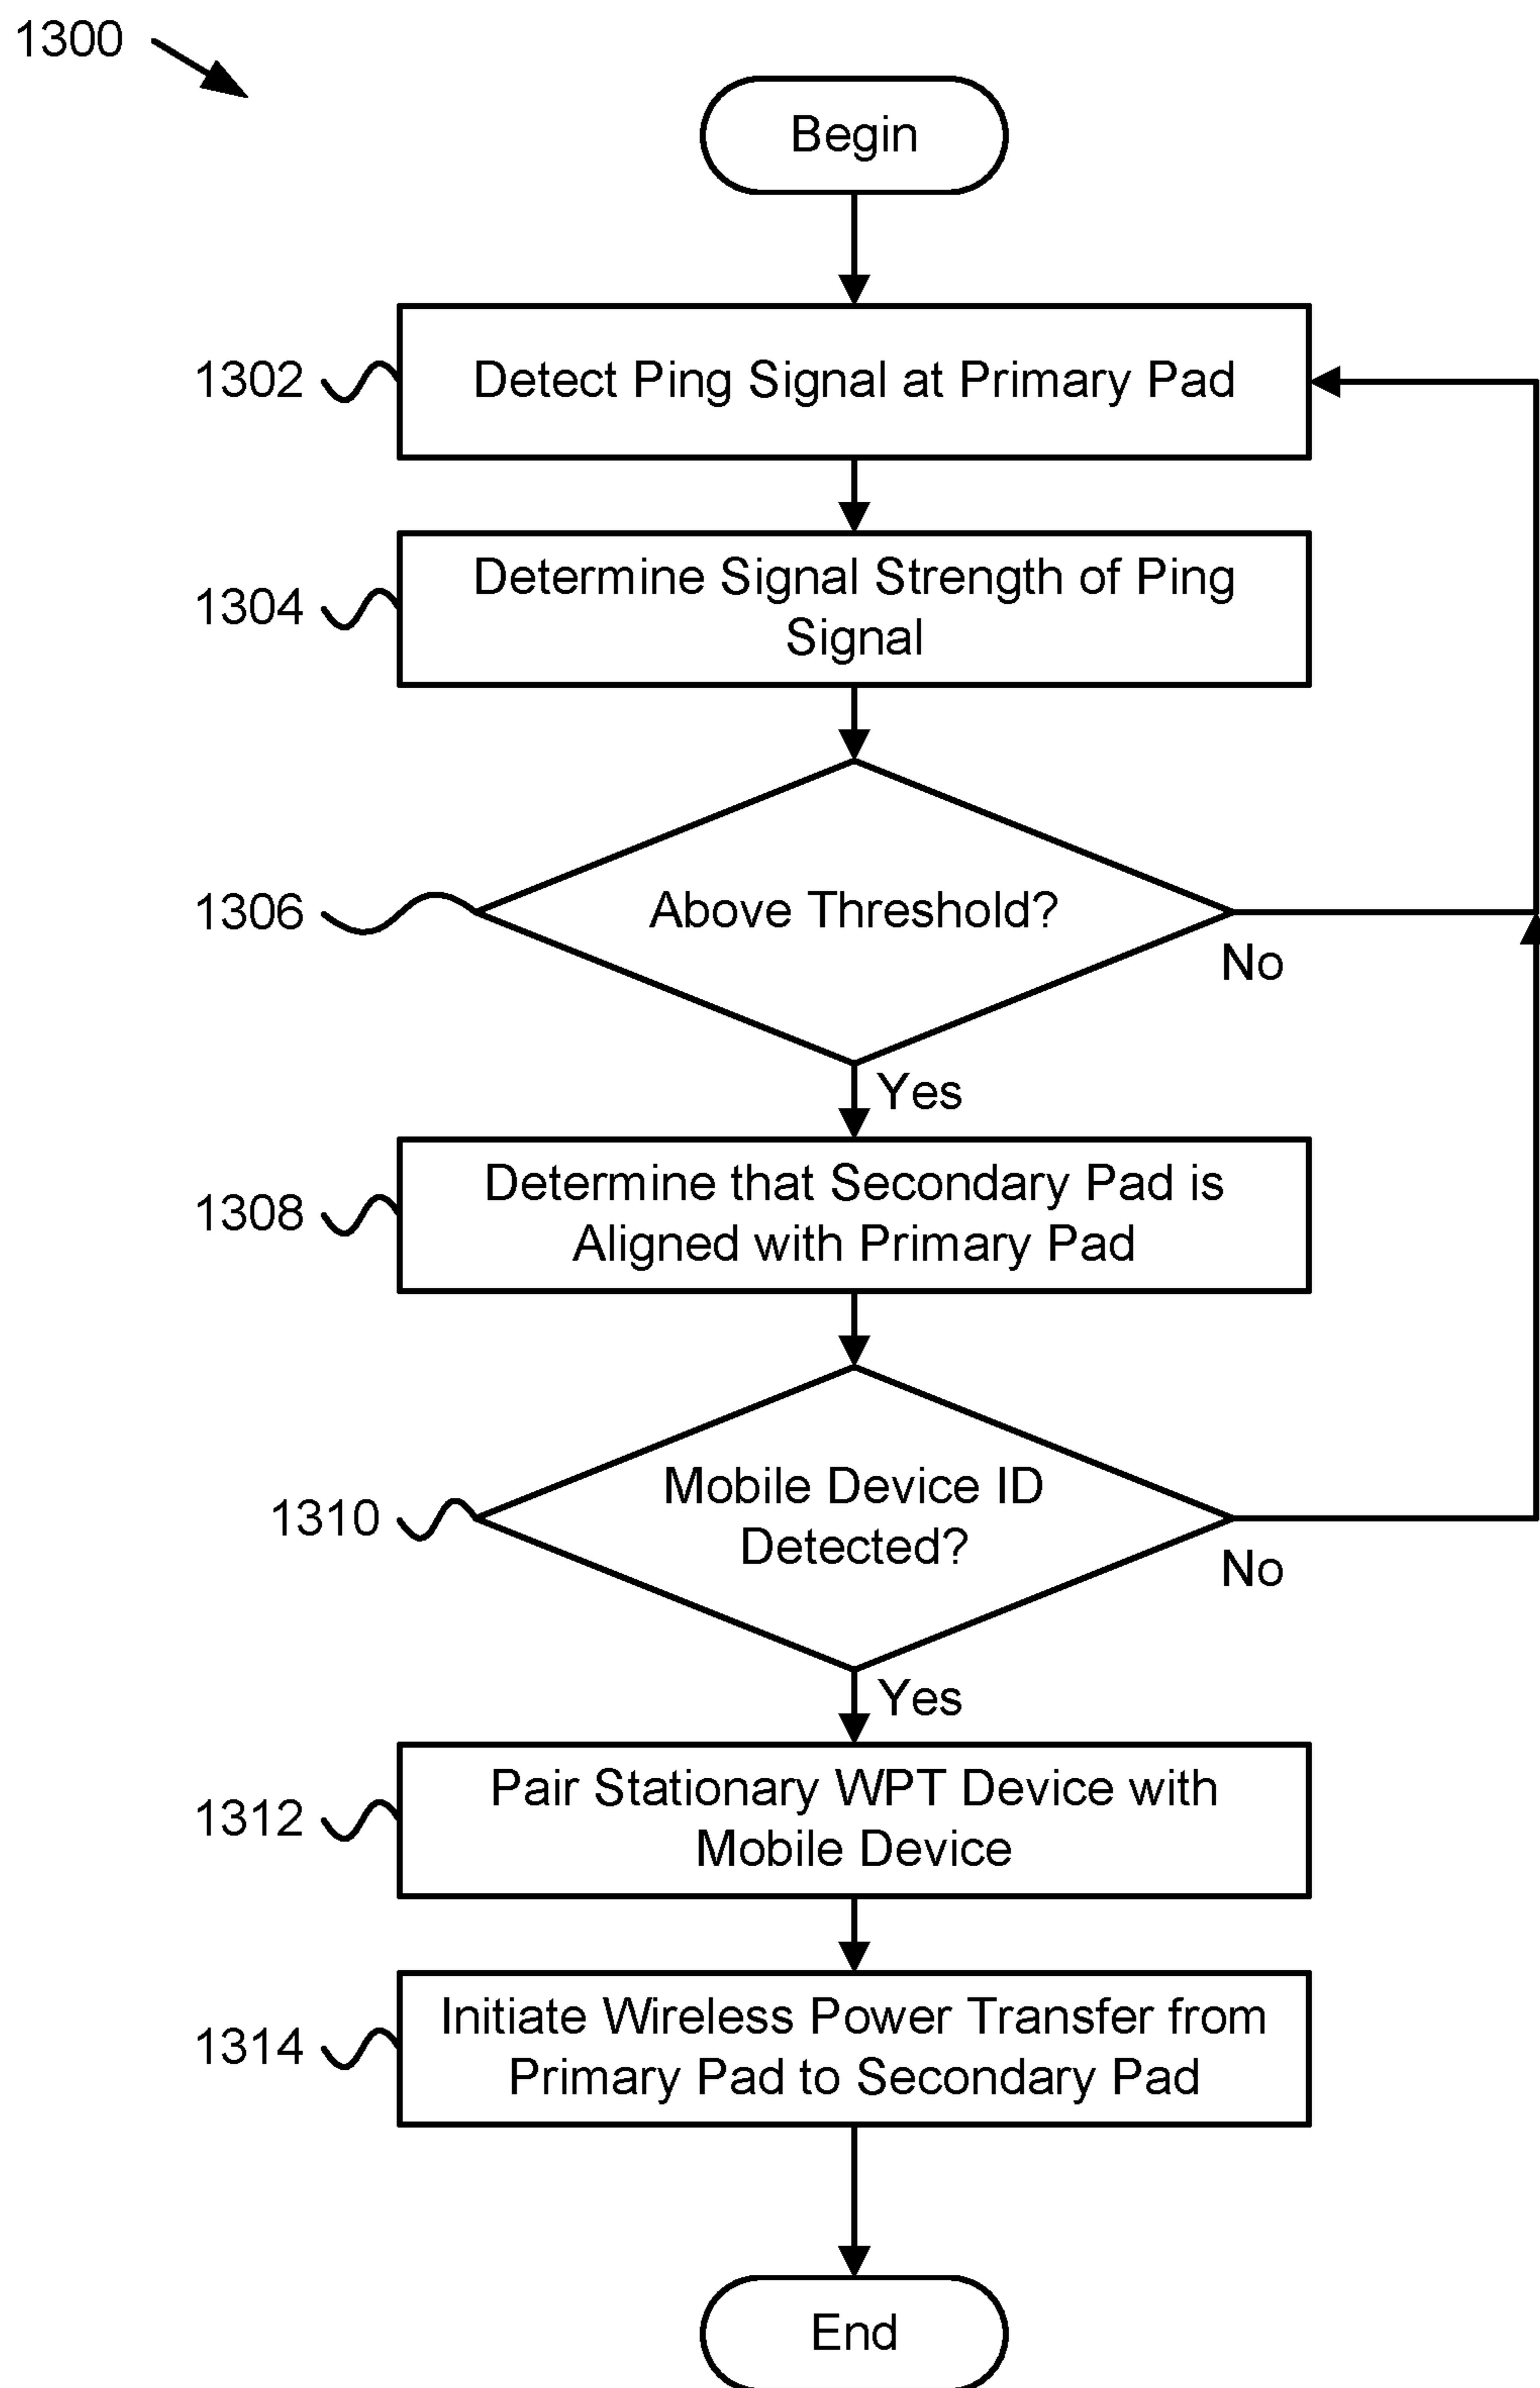 1300
Begin
1302
Detect Ping Signal at Primary Pad
1304
Determine Signal Strength of Ping
Signal
1306
Above Threshold?
No
Yes
1308
Determine that Secondary Pad is
Aligned with Primary Pad
1310
Mobile Device ID
Detected?
No
Yes
1312
Pair Stationary WPT Device with
Mobile Device
1314
Initiate Wireless Power Transfer from
Primary Pad to Secondary Pad
End